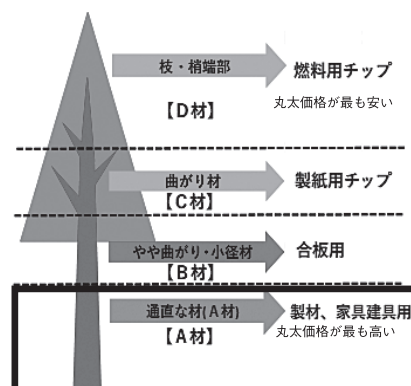 枝・梢端部
燃料用チップ
丸太価格が最も安い
【D材】
曲がり材
製紙用チップ
【C材】
やや曲がり・小径材
合板用
【B材】
通直な材(A材)
製材、家具建具用
丸太価格が最も高い
【A材】